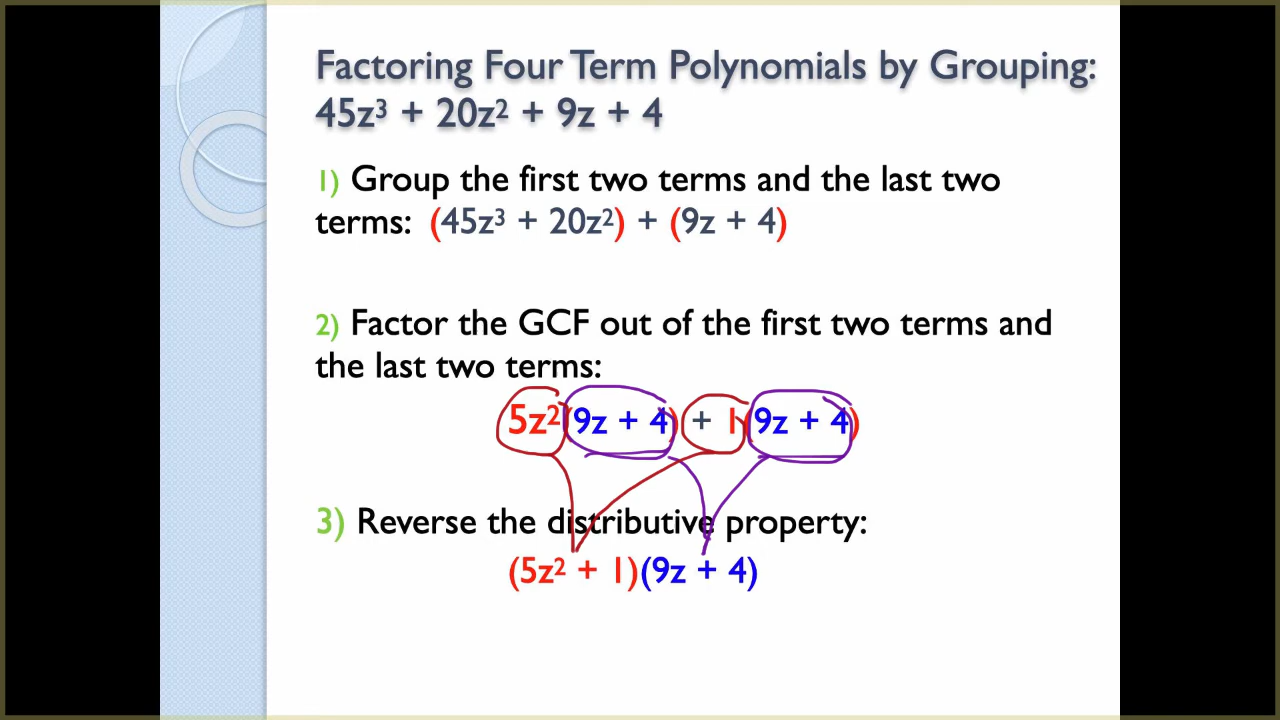 Factoring Four Term Polynomials by Grouping:
45z³ + 20z² + 9z + 4
1) Group the first two terms and the last two
terms: (45z³ + 20z²) + (9z + 4)
2) Factor the GCF out of the first two terms and
the last two terms:
5z²(9z + 4) + 1(9z + 4)
3) Reverse the distributive property:
(5z² + 1)(9z + 4)